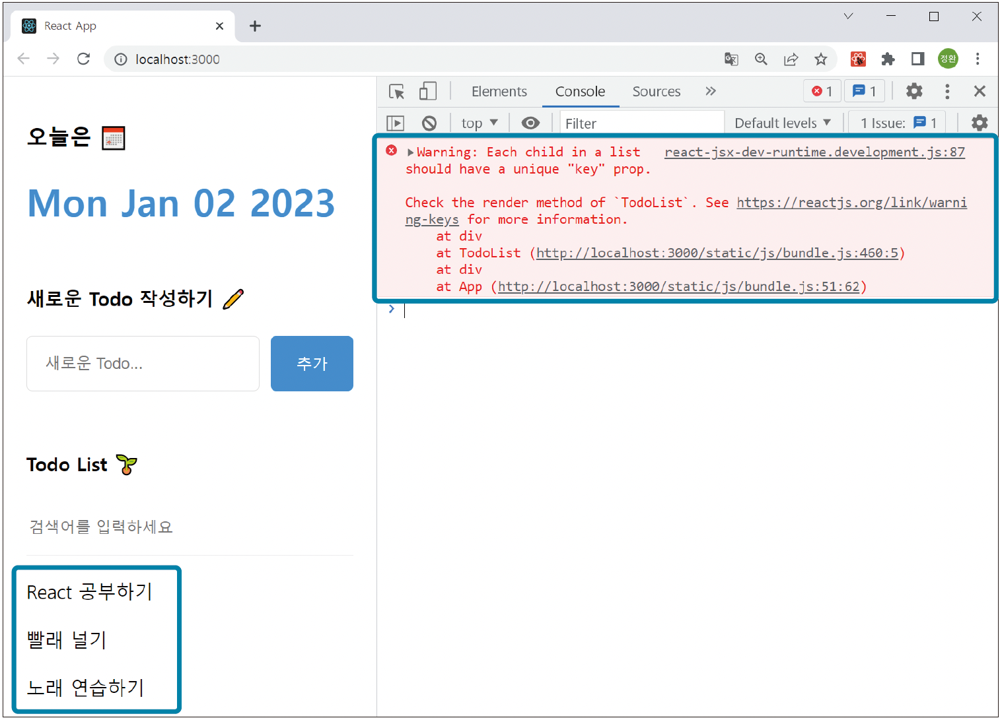 React App
localhost:3000
정환
오늘은
Mon Jan 02 2023
새로운 Todo 작성하기
새로운 Todo...
추가
Todo List
검색어를 입력하세요
React 공부하기
빨래 널기
노래 연습하기
Elements Console Sources
1 1
top Filter Default levels 1 Issue: 1
Warning: Each child in a list react-jsx-dev-runtime.development.js:87
should have a unique "key" prop.
Check the render method of `TodoList`. See https://reactjs.org/link/warni
ng-keys for more information.
at div
at TodoList (http://localhost:3000/static/js/bundle.js:460:5)
at div
at App (http://localhost:3000/static/js/bundle.js:51:62)